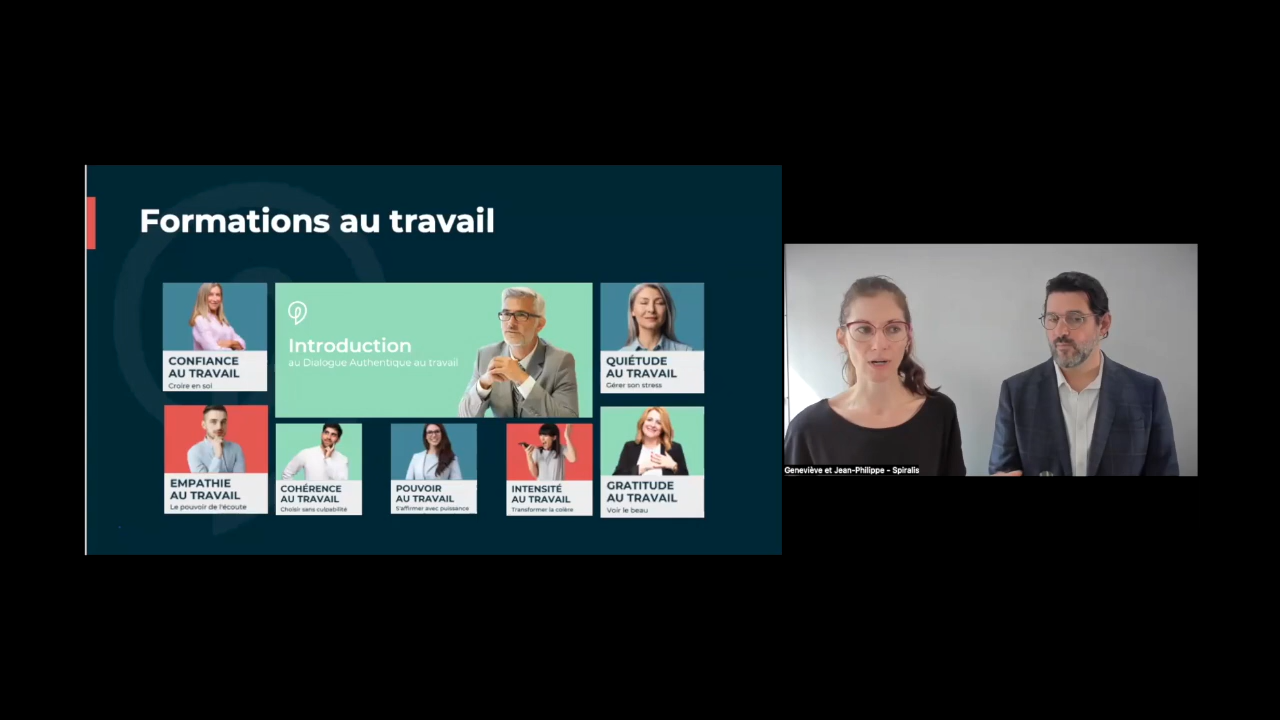 Formations au travail
CONFIANCE
AU TRAVAIL
Croire en soi
Introduction
au Dialogue Authentique au travail
QUIÉTUDE
AU TRAVAIL
Gérer son stress
EMPATHIE
AU TRAVAIL
Le pouvoir de l'écoute
COHÉRENCE
AU TRAVAIL
Choisir sans culpabilité
POUVOIR
AU TRAVAIL
S'affirmer avec puissance
INTENSITÉ
AU TRAVAIL
Transformer la colère
GRATITUDE
AU TRAVAIL
Voir le beau
Geneviève et Jean-Philippe - Spiralis